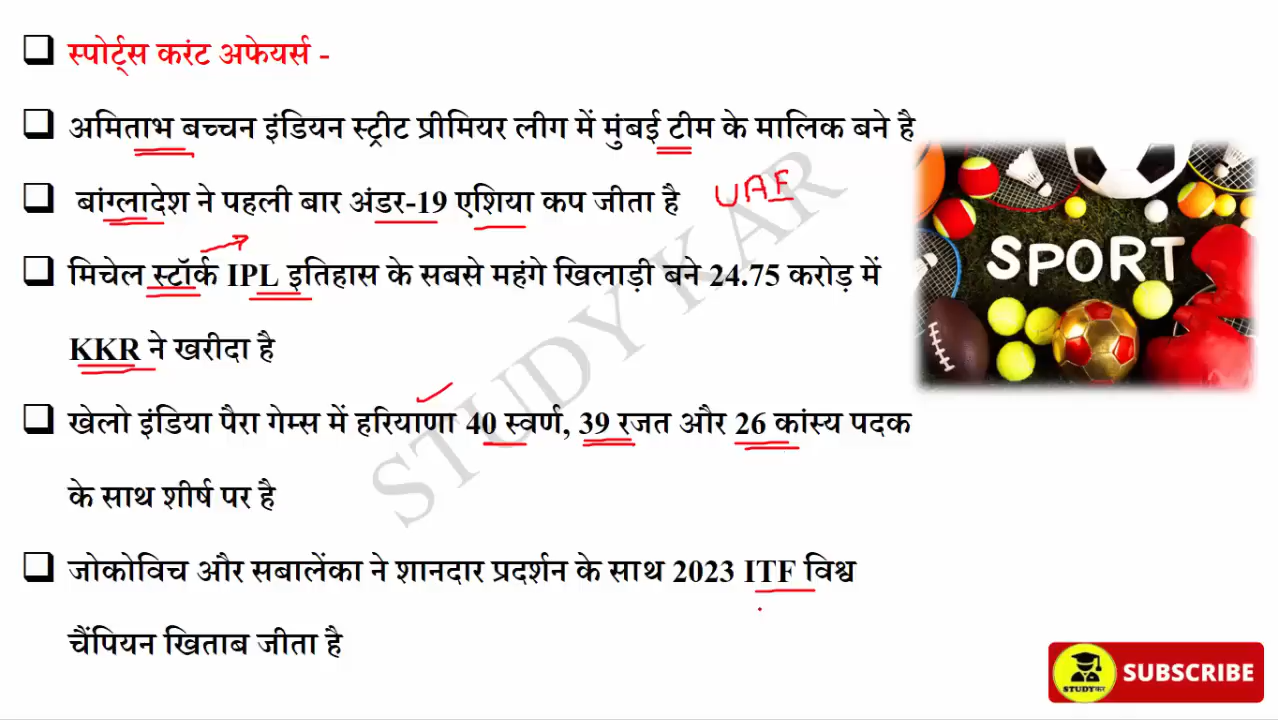 स्पोर्ट्स करंट अफेयर्स -
अमिताभ बच्चन इंडियन स्ट्रीट प्रीमियर लीग में मुंबई टीम के मालिक बने है
बांग्लादेश ने पहली बार अंडर-19 एशिया कप जीता है
UAE
मिचेल स्टॉर्क IPL इतिहास के सबसे महंगे खिलाड़ी बने 24.75 करोड़ में
KKR ने खरीदा है
खेलो इंडिया पैरा गेम्स में हरियाणा 40 स्वर्ण, 39 रजत और 26 कांस्य पदक
के साथ शीर्ष पर है
जोकोविच और सबालेंका ने शानदार प्रदर्शन के साथ 2023 ITF विश्व
चैंपियन खिताब जीता है
SPORT
STUDY KAR
STUDYकर
SUBSCRIBE